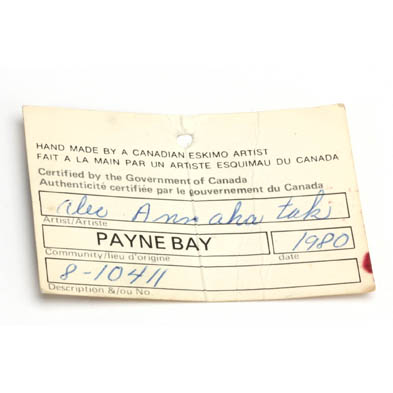 HAND MADE BY A CANADIAN ESKIMO ARTIST
FAIT A LA MAIN PAR UN ARTISTE ESQUIMAU DU CANADA
Certified by the Government of Canada
Authenticité certifiée par le gouvernement du Canada
alec Annahatuk
Artist/Artiste
PAYNE BAY 1980
Community/lieu d'origine date
8-10411
Description &/ou No.